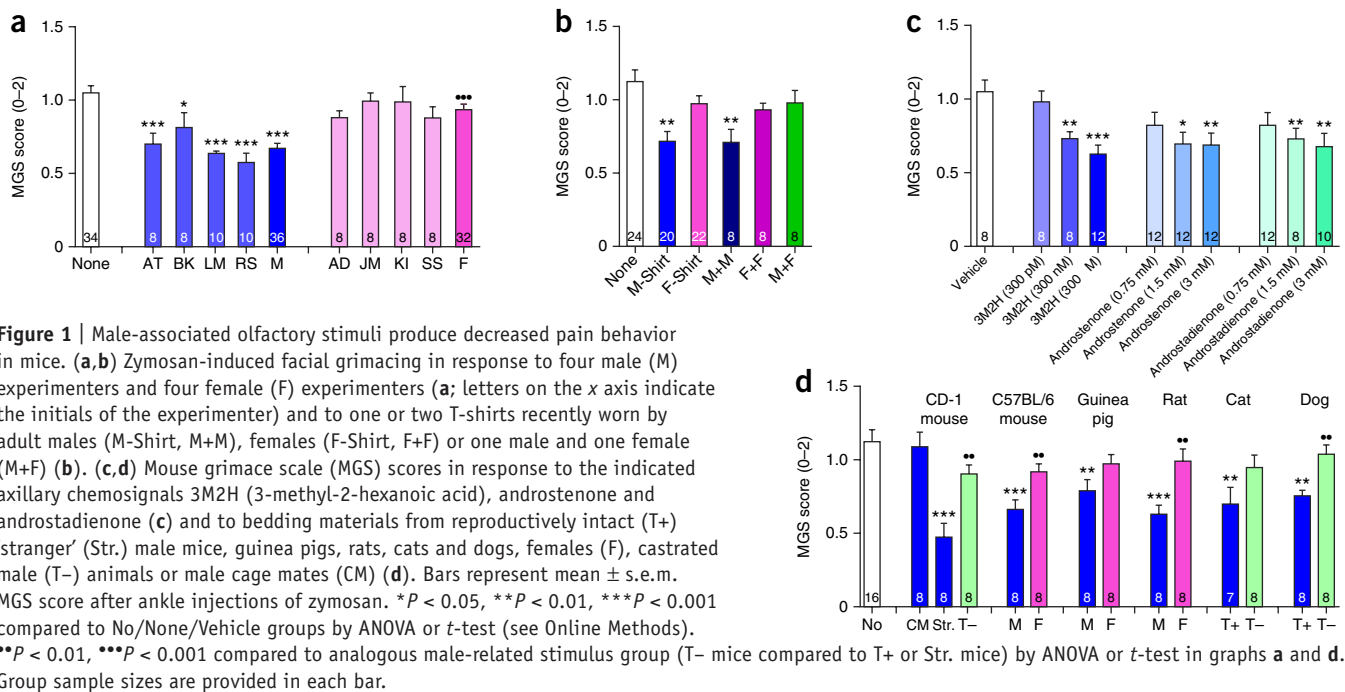 a
1.5
1.0
0.5
0
MGS score (0–2)
***
*
***
***
***
•••
34
8
8
10
10
36
8
8
8
8
32
None
AT
BK
LM
RS
M
AD
JM
KI
SS
F
b
1.5
1.0
0.5
0
MGS score (0–2)
**
**
24
20
22
8
8
8
None
M-Shirt
F-Shirt
M+M
F+F
M+F
c
1.5
1.0
0.5
0
MGS score (0–2)
**
***
*
**
**
**
8
8
8
12
12
12
12
12
8
10
Vehicle
3M2H (300 pM)
3M2H (300 nM)
3M2H (300 M)
Androstenone (0.75 mM)
Androstenone (1.5 mM)
Androstenone (3 mM)
Androstadienone (0.75 mM)
Androstadienone (1.5 mM)
Androstadienone (3 mM)
Figure 1 | Male-associated olfactory stimuli produce decreased pain behavior
in mice. (a,b) Zymosan-induced facial grimacing in response to four male (M)
experimenters and four female (F) experimenters (a; letters on the x axis indicate
the initials of the experimenter) and to one or two T-shirts recently worn by
adult males (M-Shirt, M+M), females (F-Shirt, F+F) or one male and one female
(M+F) (b). (c,d) Mouse grimace scale (MGS) scores in response to the indicated
axillary chemosignals 3M2H (3-methyl-2-hexanoic acid), androstenone and
androstadienone (c) and to bedding materials from reproductively intact (T+)
'stranger' (Str.) male mice, guinea pigs, rats, cats and dogs, females (F), castrated
male (T–) animals or male cage mates (CM) (d). Bars represent mean ± s.e.m.
MGS score after ankle injections of zymosan. *P < 0.05, **P < 0.01, ***P < 0.001
compared to No/None/Vehicle groups by ANOVA or t-test (see Online Methods).
••P < 0.01, •••P < 0.001 compared to analogous male-related stimulus group (T– mice compared to T+ or Str. mice) by ANOVA or t-test in graphs a and d.
Group sample sizes are provided in each bar.
d
1.5
1.0
0.5
0
MGS score (0–2)
CD-1
mouse
C57BL/6
mouse
Guinea
pig
Rat
Cat
Dog
***
••
***
••
**
***
••
**
**
••
16
8
8
8
8
8
8
8
8
8
7
8
8
8
No
CM
Str.
T–
M
F
M
F
M
F
T+
T–
T+
T–